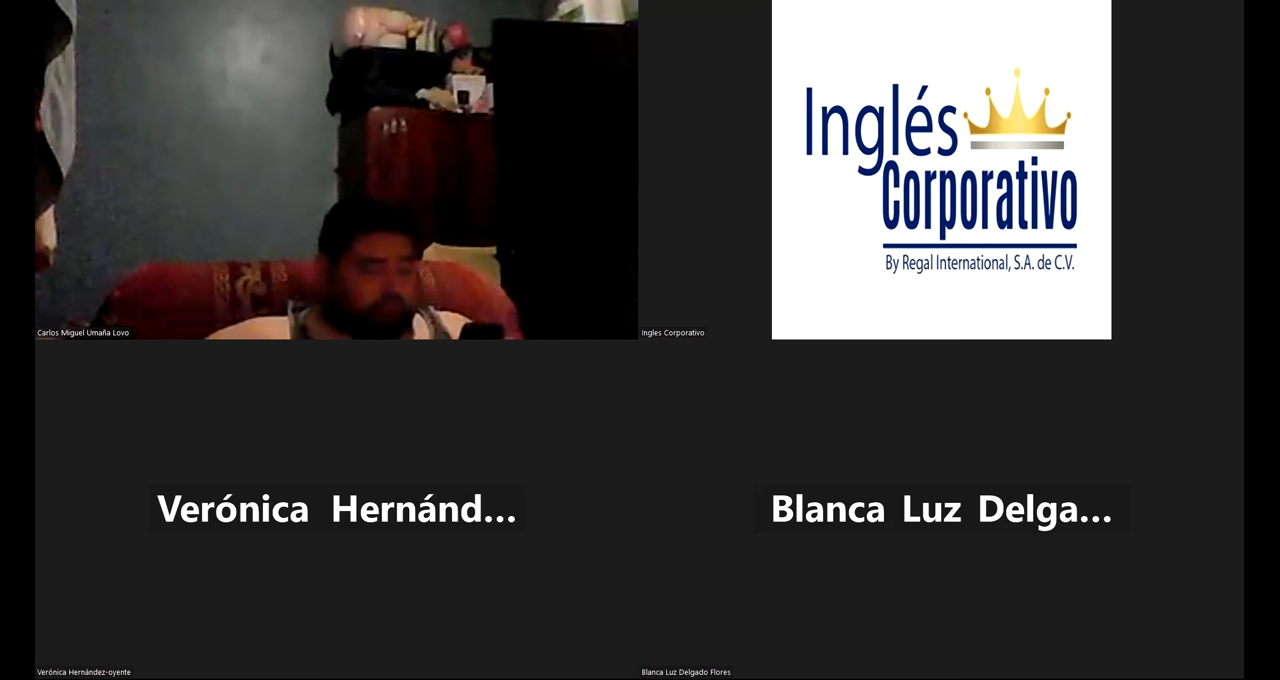 Carlos Miguel Umaña Lovo
Inglés
Corporativo
By Regal International, S.A. de C.V.
Ingles Corporativo
Verónica Hernánd...
Blanca Luz Delga...
Verónica Hernández-oyente
Blanca Luz Delgado Flores